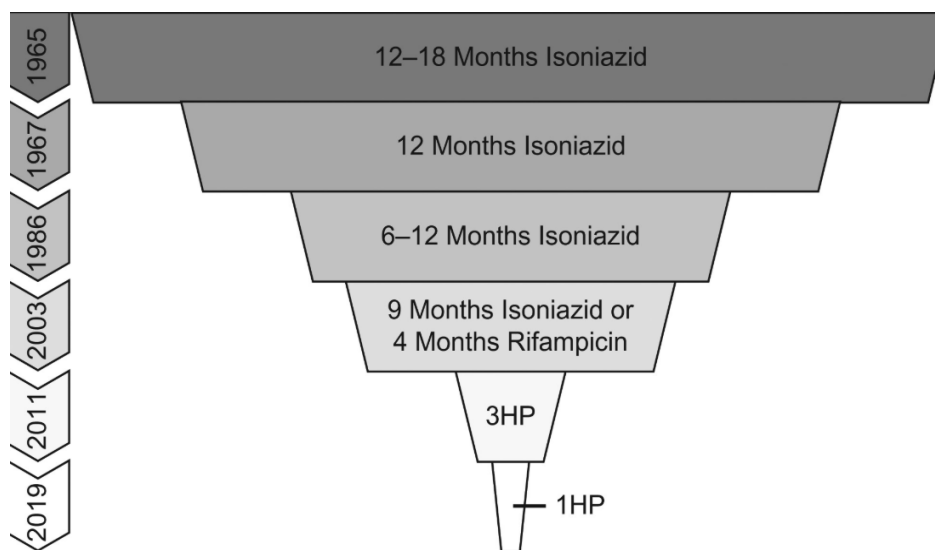 1965
12–18 Months Isoniazid
1967
12 Months Isoniazid
1986
6–12 Months Isoniazid
2003
9 Months Isoniazid or
4 Months Rifampicin
2011
3HP
2019
1HP